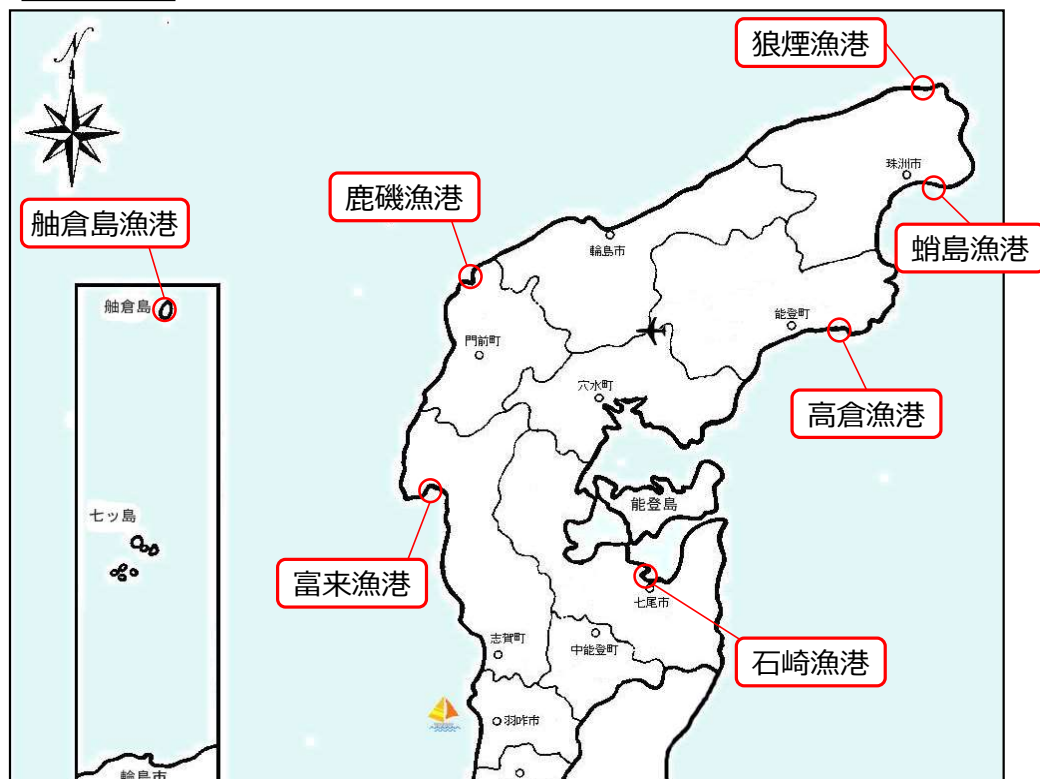 狼煙漁港
N
珠洲市
鹿磯漁港
舳倉島漁港
輪島市
蛸島漁港
舳倉島
能登町
門前町
穴水町
高倉漁港
能登島
七ッ島
富来漁港
七尾市
志賀町
中能登町
石崎漁港
羽咋市
輪島市